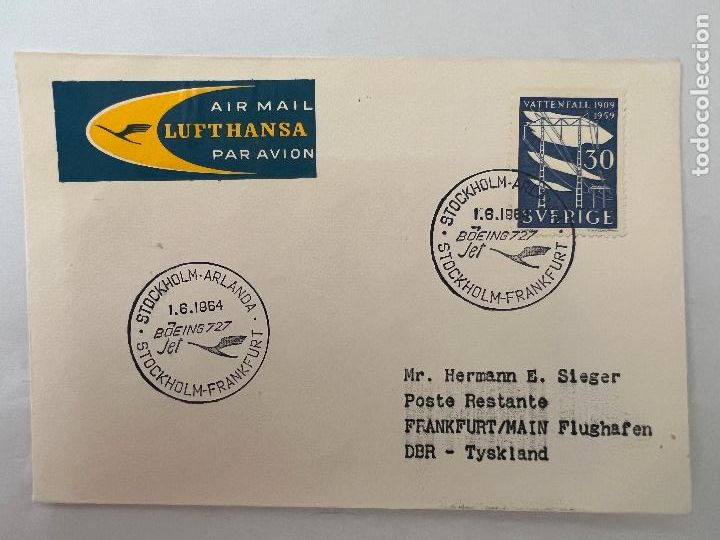 AIR MAIL
LUFTHANSA
PAR AVION
VATTENFALL 1909
1959
30
SVERIGE
STOCKHOLM-ARLANDA
1.6.1964
BOEING 727
Jet
STOCKHOLM-FRANKFURT
STOCKHOLM-ARLANDA
1.6.1964
BOEING 727
Jet
STOCKHOLM-FRANKFURT
Mr. Hermann E. Sieger
Poste Restante
FRANKFURT/MAIN Flughafen
DBR - Tyskland
todocoleccion